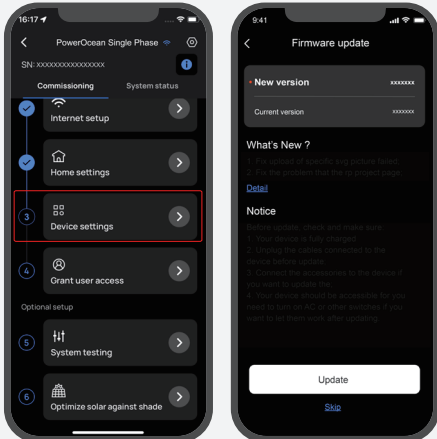 16:17
PowerOcean Single Phase
SN: xxxxxxxxxxxxxxxx
Commissioning
System status
Internet setup
Home settings
3
Device settings
4
Grant user access
Optional setup
5
System testing
6
Optimize solar against shade
9:41
Firmware update
New version
xxxxxxx
Current version
xxxxxxx
What's New ?
1. Fix upload of specific svg picture failed.
2. Fix the problem that the rp project page
Detail
Notice
Before update, check and make sure:
1. Your device is fully charged.
2. Unplug the cables connected to the
device before update.
3. Connect the accessories to the device if
you want to update the.
4. Your device should be accessible for you
need to turn on AC or other switches if you
want to let them work after updating.
Update
Skip